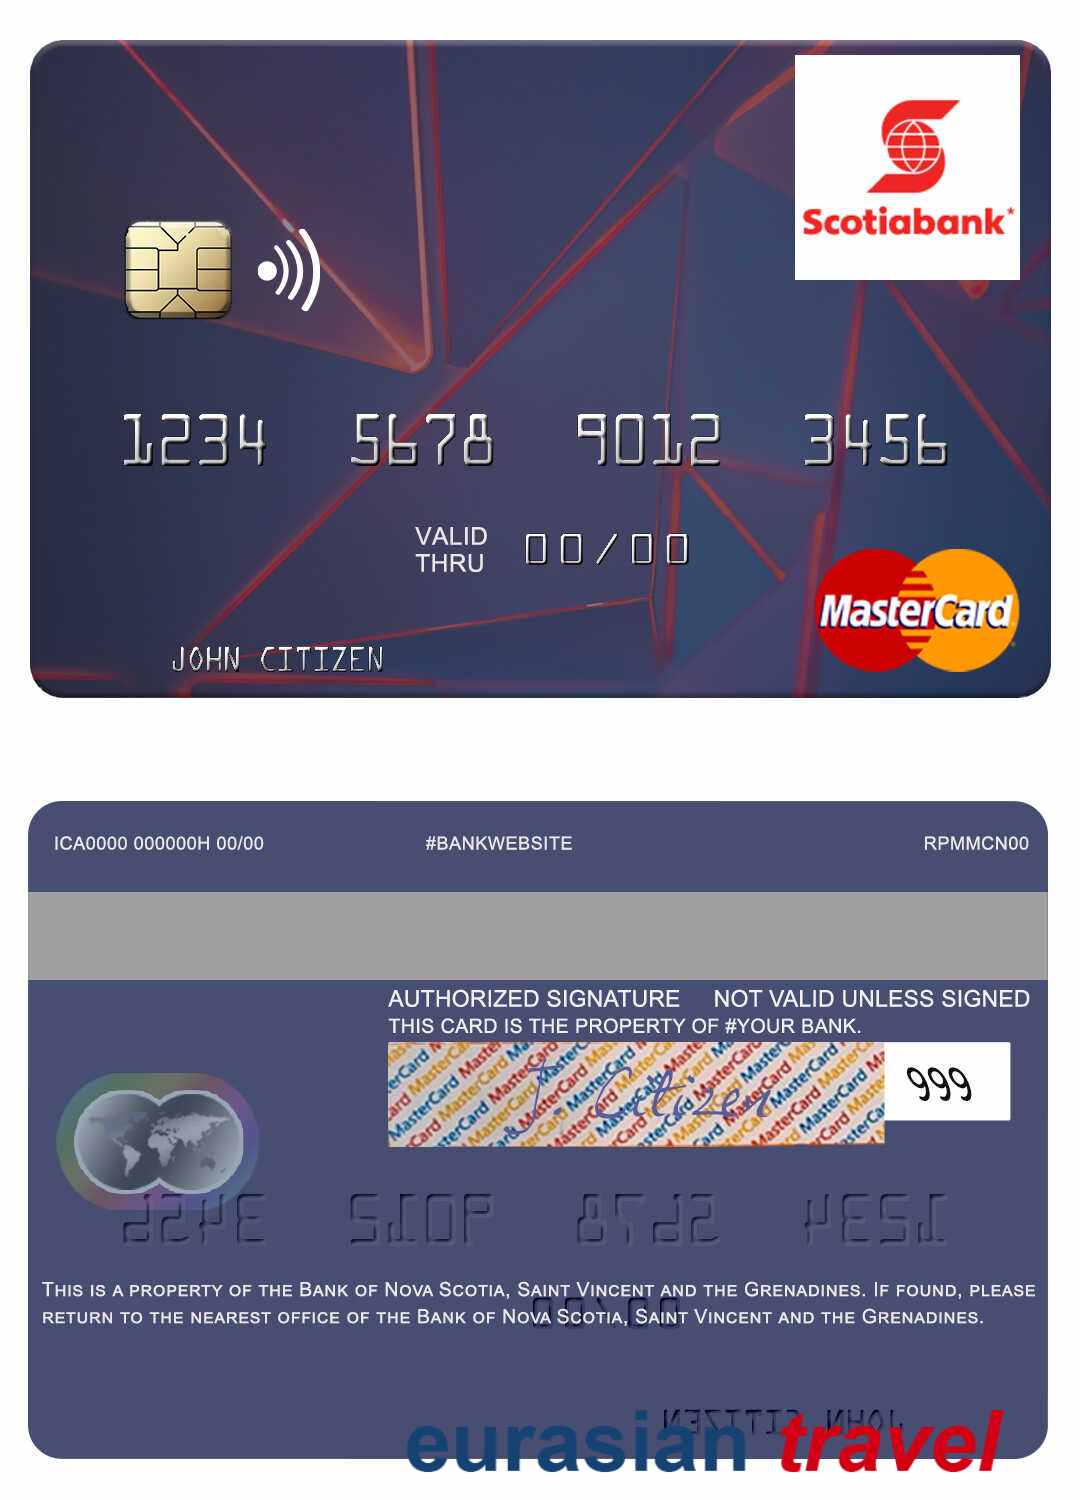 Scotiabank*
1234 5678 9012 3456
VALID THRU 00/00
MasterCard
JOHN CITIZEN
ICA0000 000000H 00/00 #BANKWEBSITE RPMMCN00
AUTHORIZED SIGNATURE NOT VALID UNLESS SIGNED
THIS CARD IS THE PROPERTY OF #YOUR BANK.
J. Citizen 999
THIS IS A PROPERTY OF THE BANK OF NOVA SCOTIA, SAINT VINCENT AND THE GRENADINES. IF FOUND, PLEASE
RETURN TO THE NEAREST OFFICE OF THE BANK OF NOVA SCOTIA, SAINT VINCENT AND THE GRENADINES.
eurasian travel